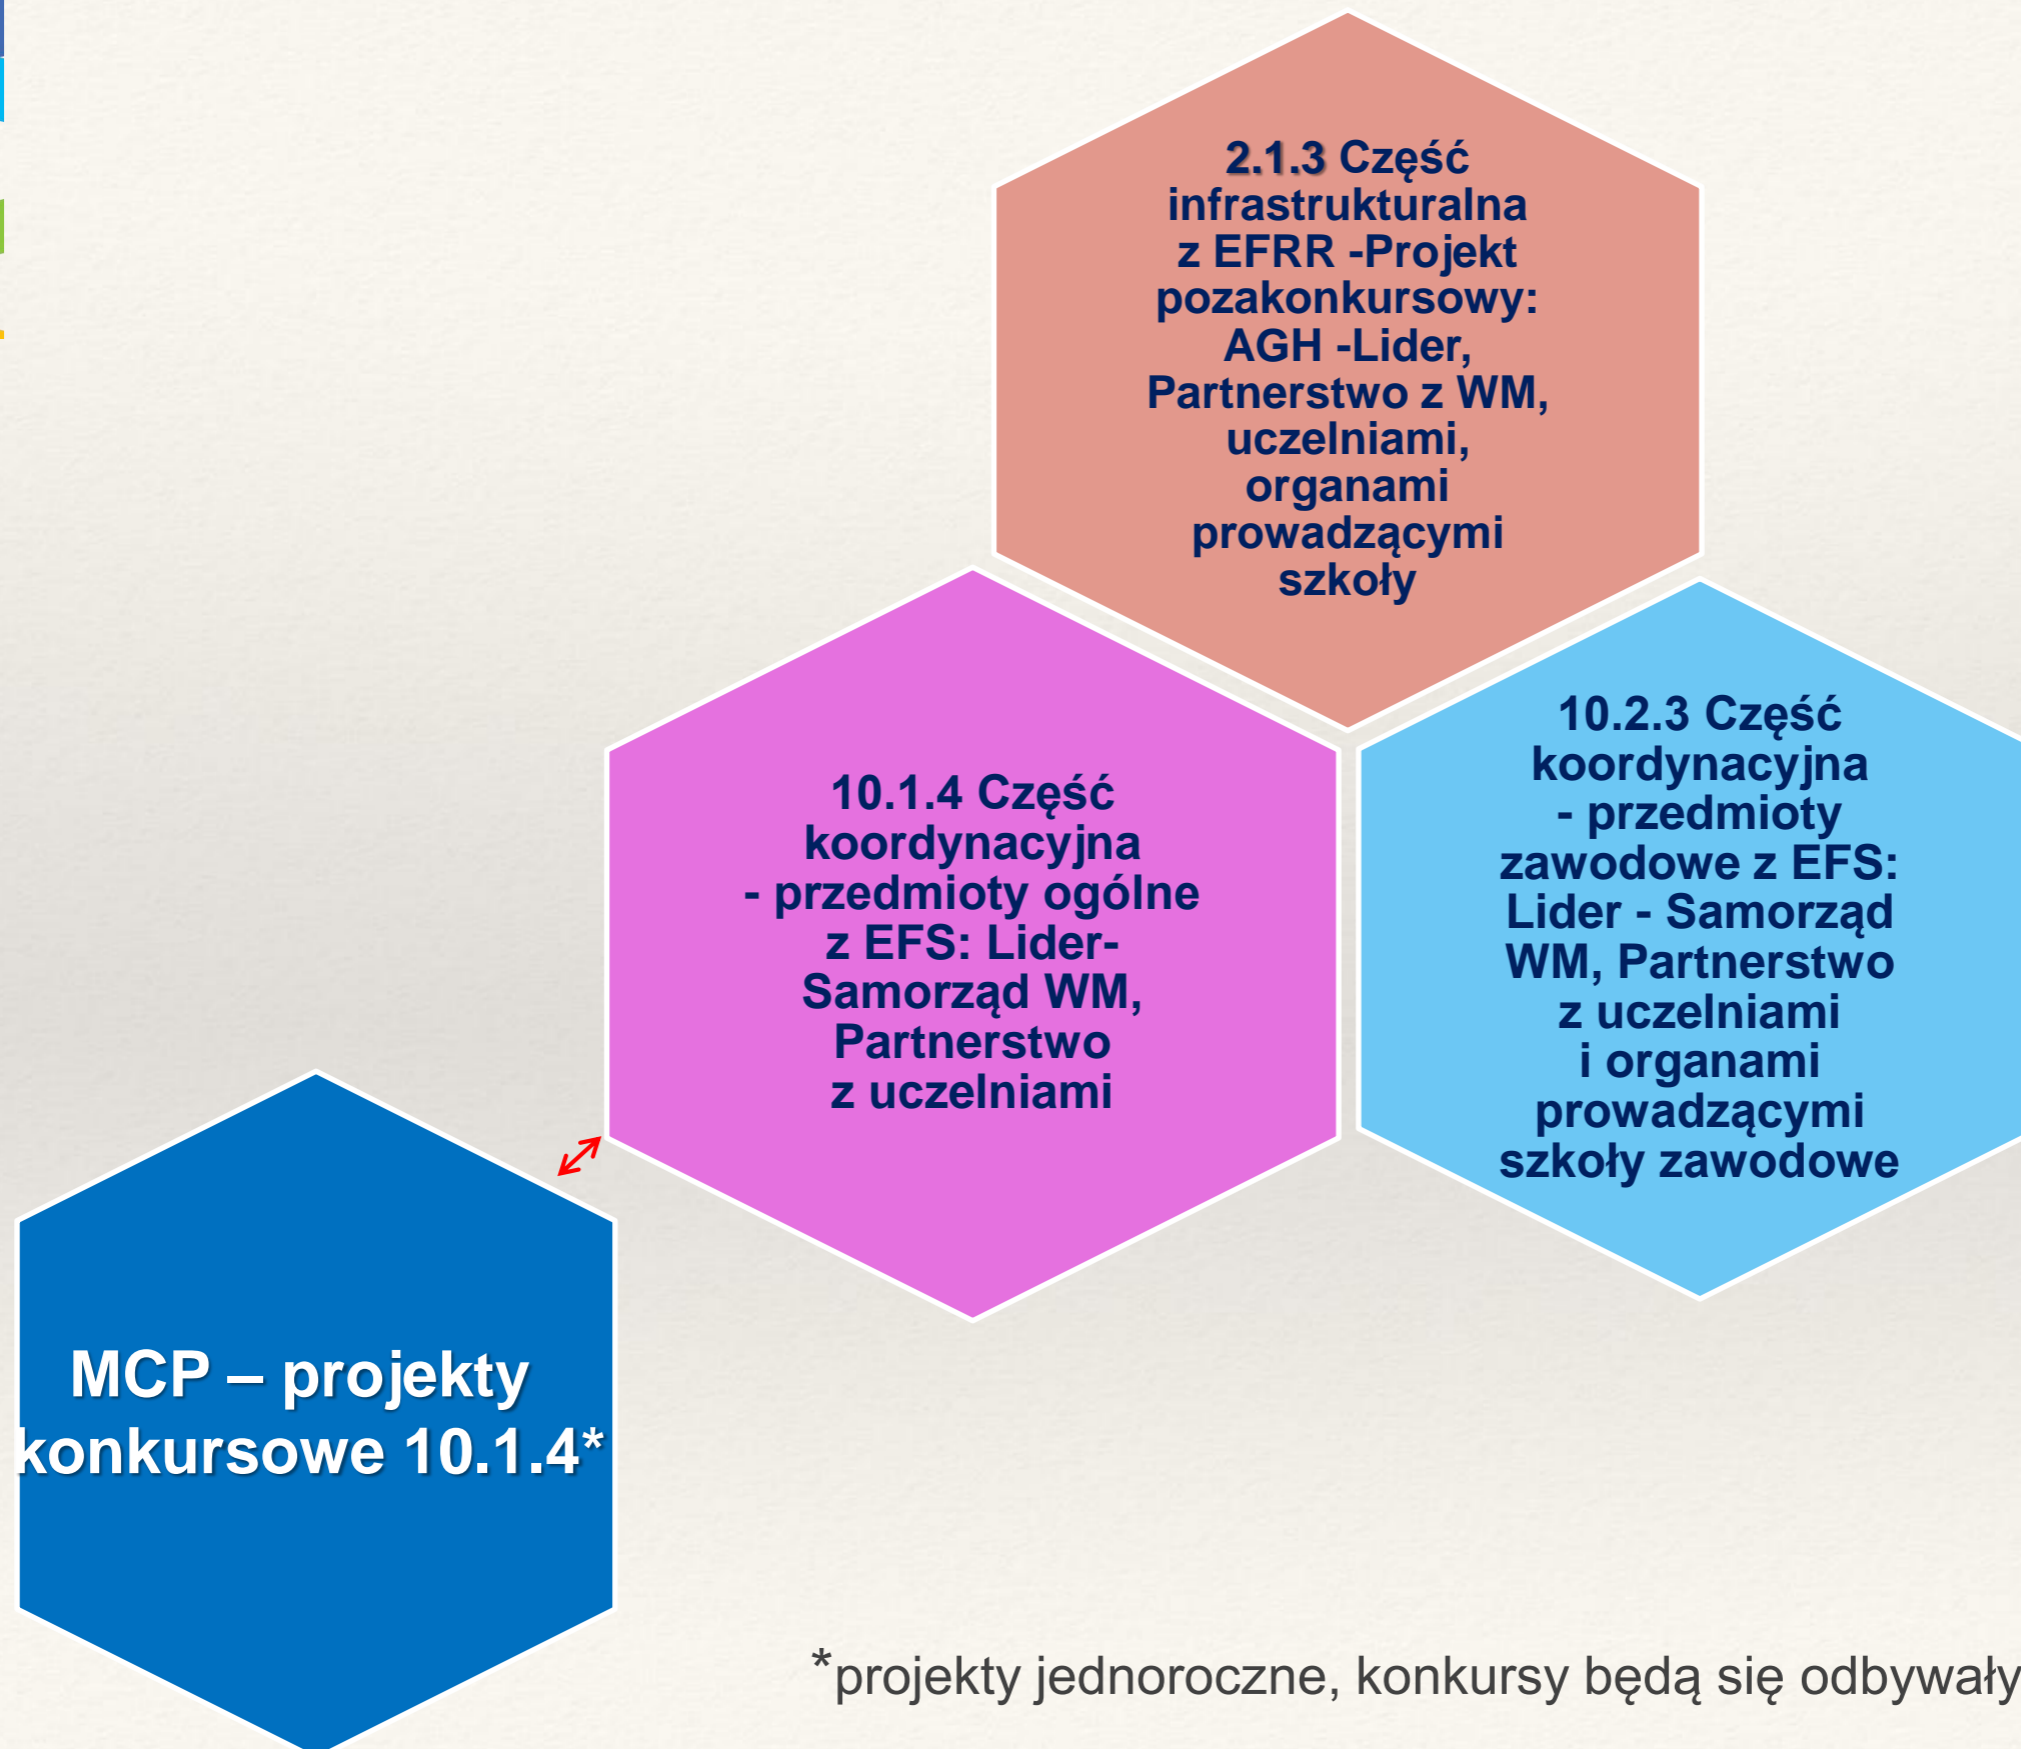 2.1.3 Część
infrastrukturalna
z EFRR -Projekt
pozakonkursowy:
AGH -Lider,
Partnerstwo z WM,
uczelniami,
organami
prowadzącymi
szkoły
10.1.4 Część
koordynacyjna
- przedmioty ogólne
z EFS: Lider-
Samorząd WM,
Partnerstwo
z uczelniami
10.2.3 Część
koordynacyjna
- przedmioty
zawodowe z EFS:
Lider - Samorząd
WM, Partnerstwo
z uczelniami
i organami
prowadzącymi
szkoły zawodowe
MCP – projekty
konkursowe 10.1.4*
*projekty jednoroczne, konkursy będą się odbywały